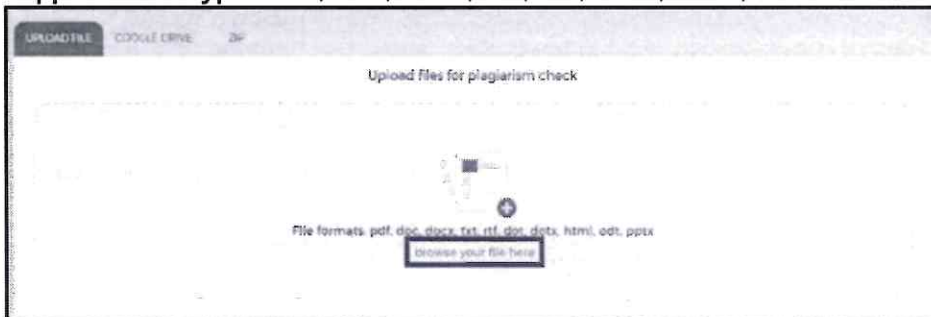 UPLOAD FILE GOOGLE DRIVE ZIP
Upload files for plagiarism check
File formats. pdf, doc, docx, txt, rtf, dot, dotx, html, odt, pptx
Browse your file here